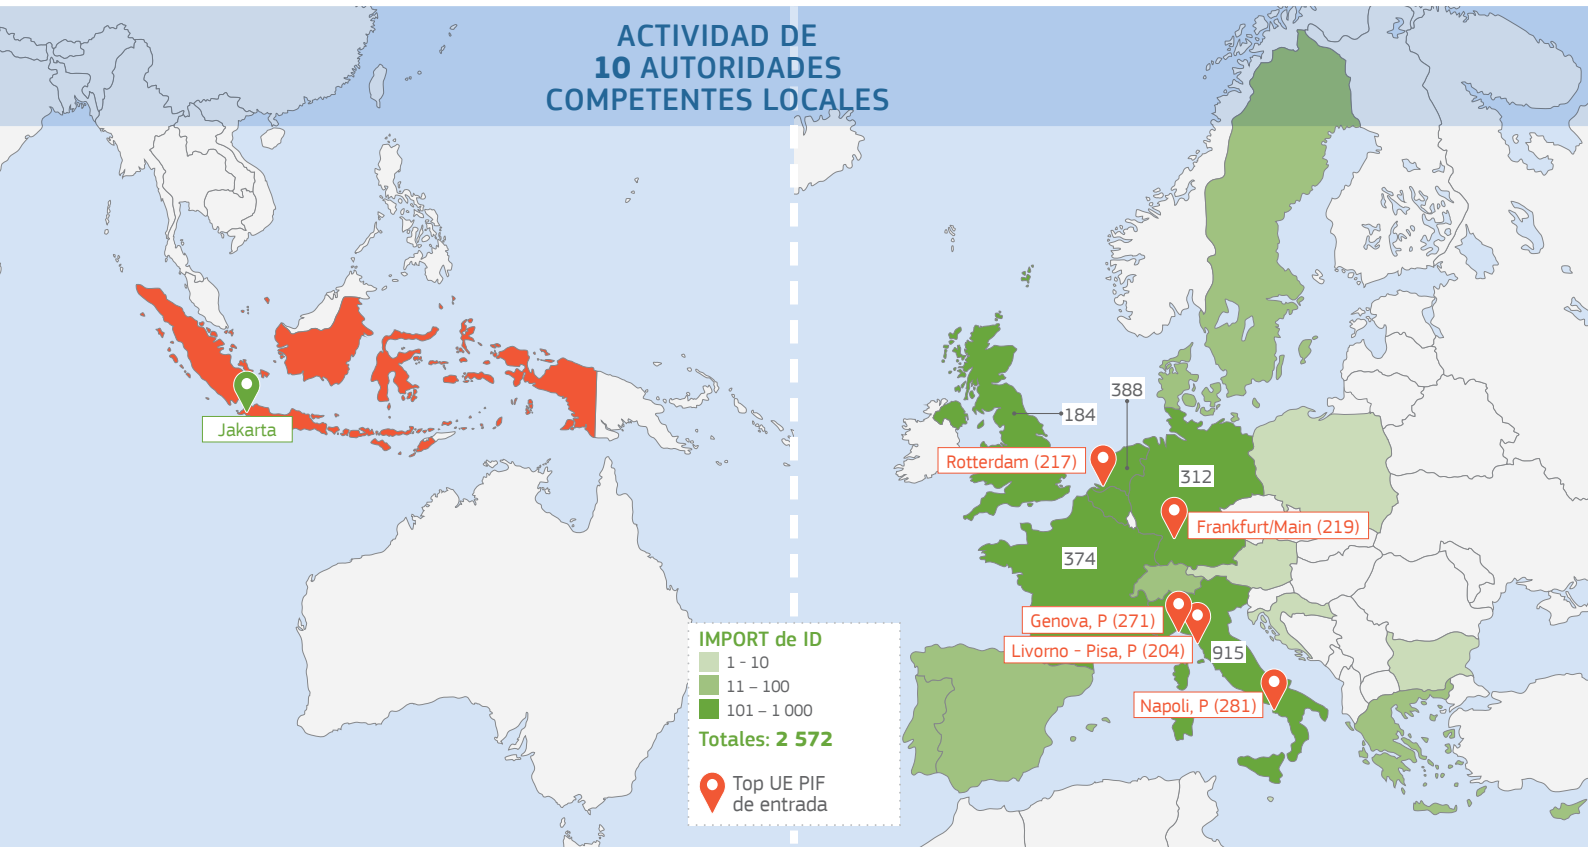 ACTIVIDAD DE
10 AUTORIDADES
COMPETENTES LOCALES
Jakarta
388
184
Rotterdam (217)
312
Frankfurt/Main (219)
374
Genova, P (271)
Livorno - Pisa, P (204)
915
Napoli, P (281)
IMPORT de ID
1 - 10
11 – 100
101 – 1 000
Totales: 2 572
Top UE PIF
de entrada